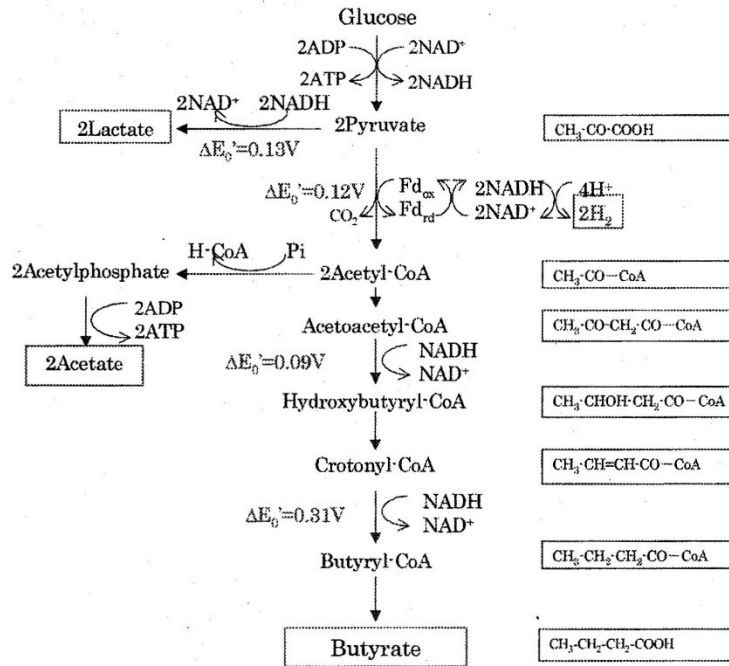 Glucose
2ADP 2NAD⁺
2ATP 2NADH
2NAD⁺ 2NADH
2Lactate 2Pyruvate CH₃·CO·COOH
ΔE₀'=0.13V
ΔE₀'=0.12V Fd_ox 2NADH 4H⁺
CO₂ Fd_rd 2NAD⁺ 2H₂
H·CoA Pi
2Acetylphosphate 2Acetyl·CoA CH₃·CO−CoA
2ADP
2ATP
Acetoacetyl·CoA CH₃·CO·CH₂·CO−CoA
2Acetate ΔE₀'=0.09V NADH
NAD⁺
Hydroxybutyryl·CoA CH₃·CHOH·CH₂·CO−CoA
Crotonyl·CoA CH₃·CH=CH·CO−CoA
ΔE₀'=0.31V NADH
NAD⁺
Butyryl·CoA CH₃·CH₂·CH₂·CO−CoA
Butyrate CH₃·CH₂·CH₂·COOH